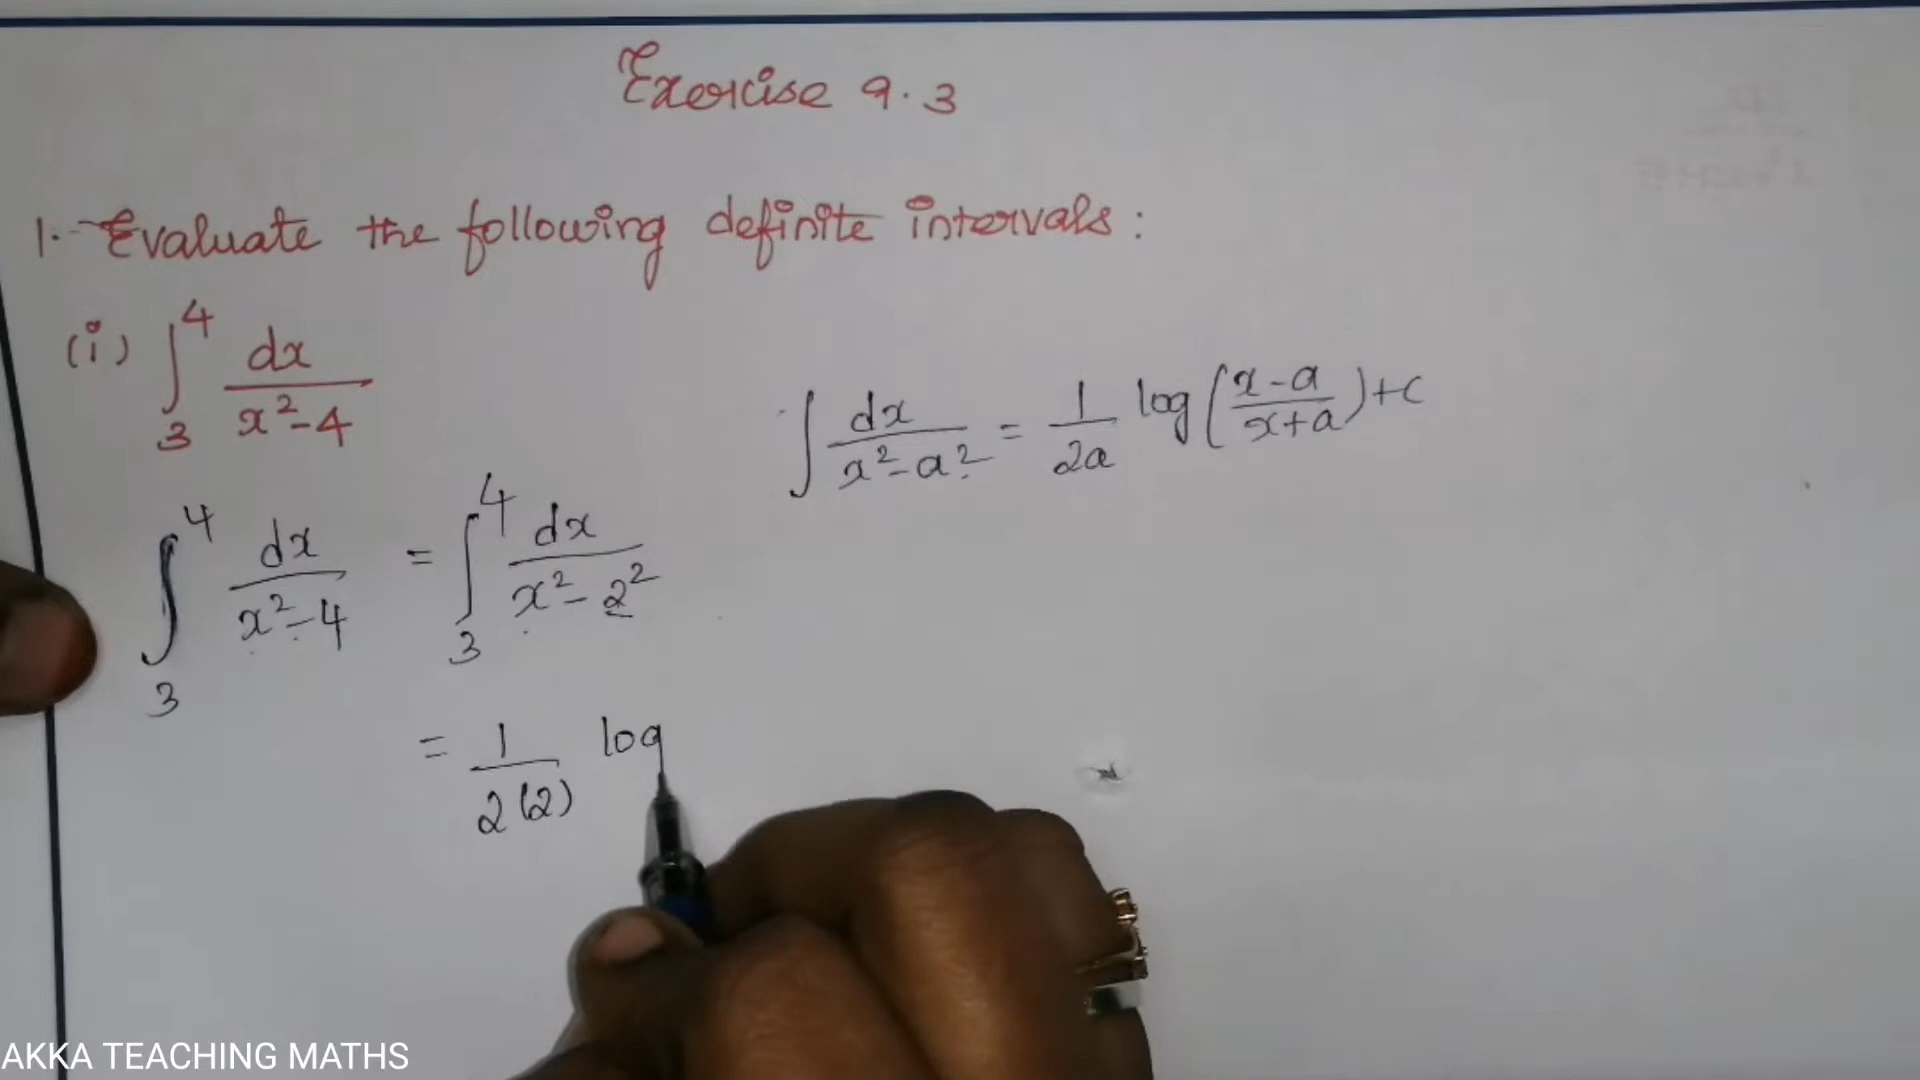 Exercise 9.3
1. Evaluate the following definite intervals:
(i) ∫₃⁴ dx/(x²-4)
∫ dx/(x²-a²) = 1/2a log(x-a/x+a)+c
∫₃⁴ dx/(x²-4) = ∫₃⁴ dx/(x²-2²)
= 1/2(2) log
AKKA TEACHING MATHS